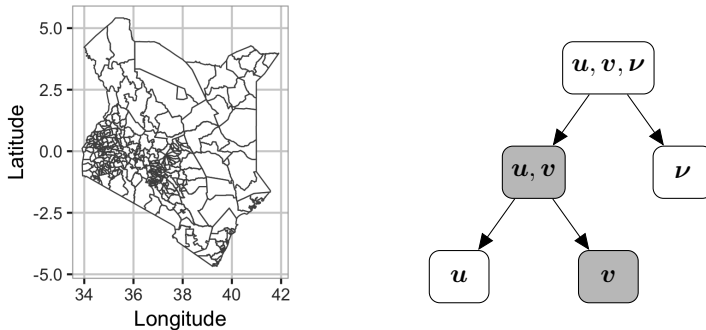 Latitude
5.0
2.5
0.0
-2.5
-5.0
34 36 38 40 42
Longitude
u, v, ν
u, v
ν
u
v